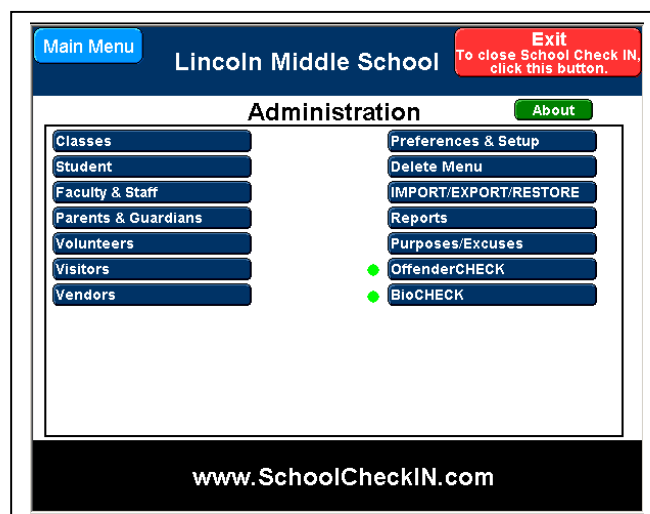 Main Menu
Lincoln Middle School
Exit
To close School Check IN,
click this button.
Administration
About
Classes
Student
Faculty & Staff
Parents & Guardians
Volunteers
Visitors
Vendors
Preferences & Setup
Delete Menu
IMPORT/EXPORT/RESTORE
Reports
Purposes/Excuses
OffenderCHECK
BioCHECK
www.SchoolCheckIN.com